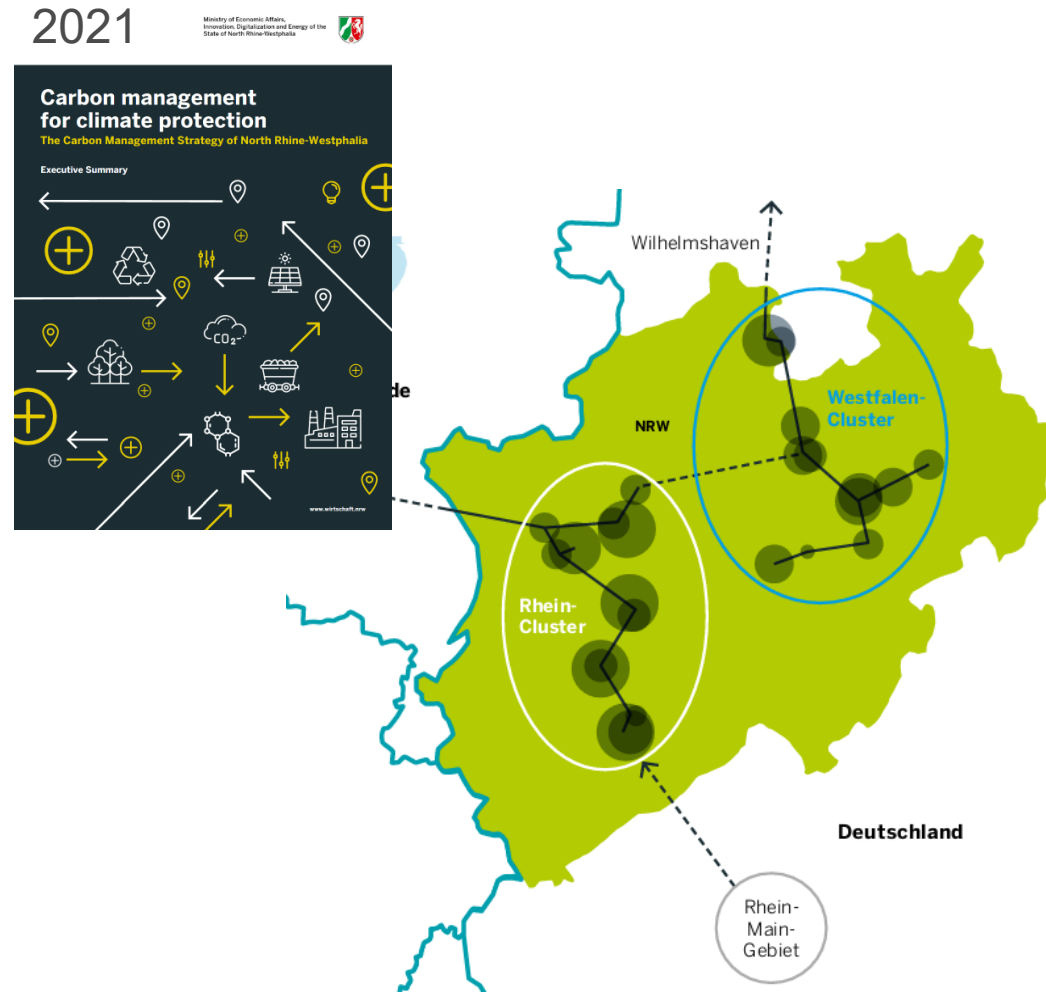 2021
Ministry of Economic Affairs,
Innovation, Digitalization and Energy of the
State of North Rhine-Westphalia
Carbon management
for climate protection
The Carbon Management Strategy of North Rhine-Westphalia
Executive Summary
CO2-
www.wirtschaft.nrw
Wilhelmshaven
de
Westfalen-
Cluster
NRW
Rhein-
Cluster
Deutschland
Rhein-
Main-
Gebiet